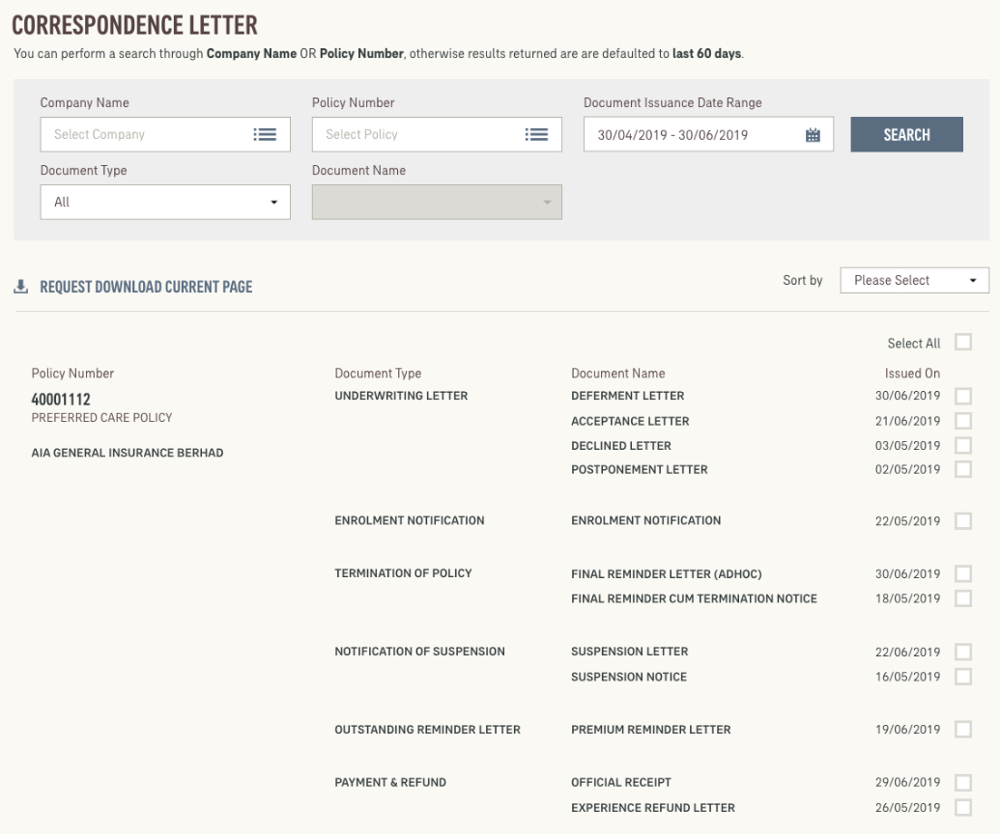 CORRESPONDENCE LETTER
You can perform a search through Company Name OR Policy Number, otherwise results returned are are defaulted to last 60 days.
Company Name Policy Number Document Issuance Date Range
Select Company Select Policy 30/04/2019 - 30/06/2019 SEARCH
Document Type Document Name
All
REQUEST DOWNLOAD CURRENT PAGE Sort by Please Select
Select All
Policy Number Document Type Document Name Issued On
40001112 UNDERWRITING LETTER DEFERMENT LETTER 30/06/2019
PREFERRED CARE POLICY ACCEPTANCE LETTER 21/06/2019
AIA GENERAL INSURANCE BERHAD DECLINED LETTER 03/05/2019
POSTPONEMENT LETTER 02/05/2019
ENROLMENT NOTIFICATION ENROLMENT NOTIFICATION 22/05/2019
TERMINATION OF POLICY FINAL REMINDER LETTER (ADHOC) 30/06/2019
FINAL REMINDER CUM TERMINATION NOTICE 18/05/2019
NOTIFICATION OF SUSPENSION SUSPENSION LETTER 22/06/2019
SUSPENSION NOTICE 16/05/2019
OUTSTANDING REMINDER LETTER PREMIUM REMINDER LETTER 19/06/2019
PAYMENT & REFUND OFFICIAL RECEIPT 29/06/2019
EXPERIENCE REFUND LETTER 26/05/2019